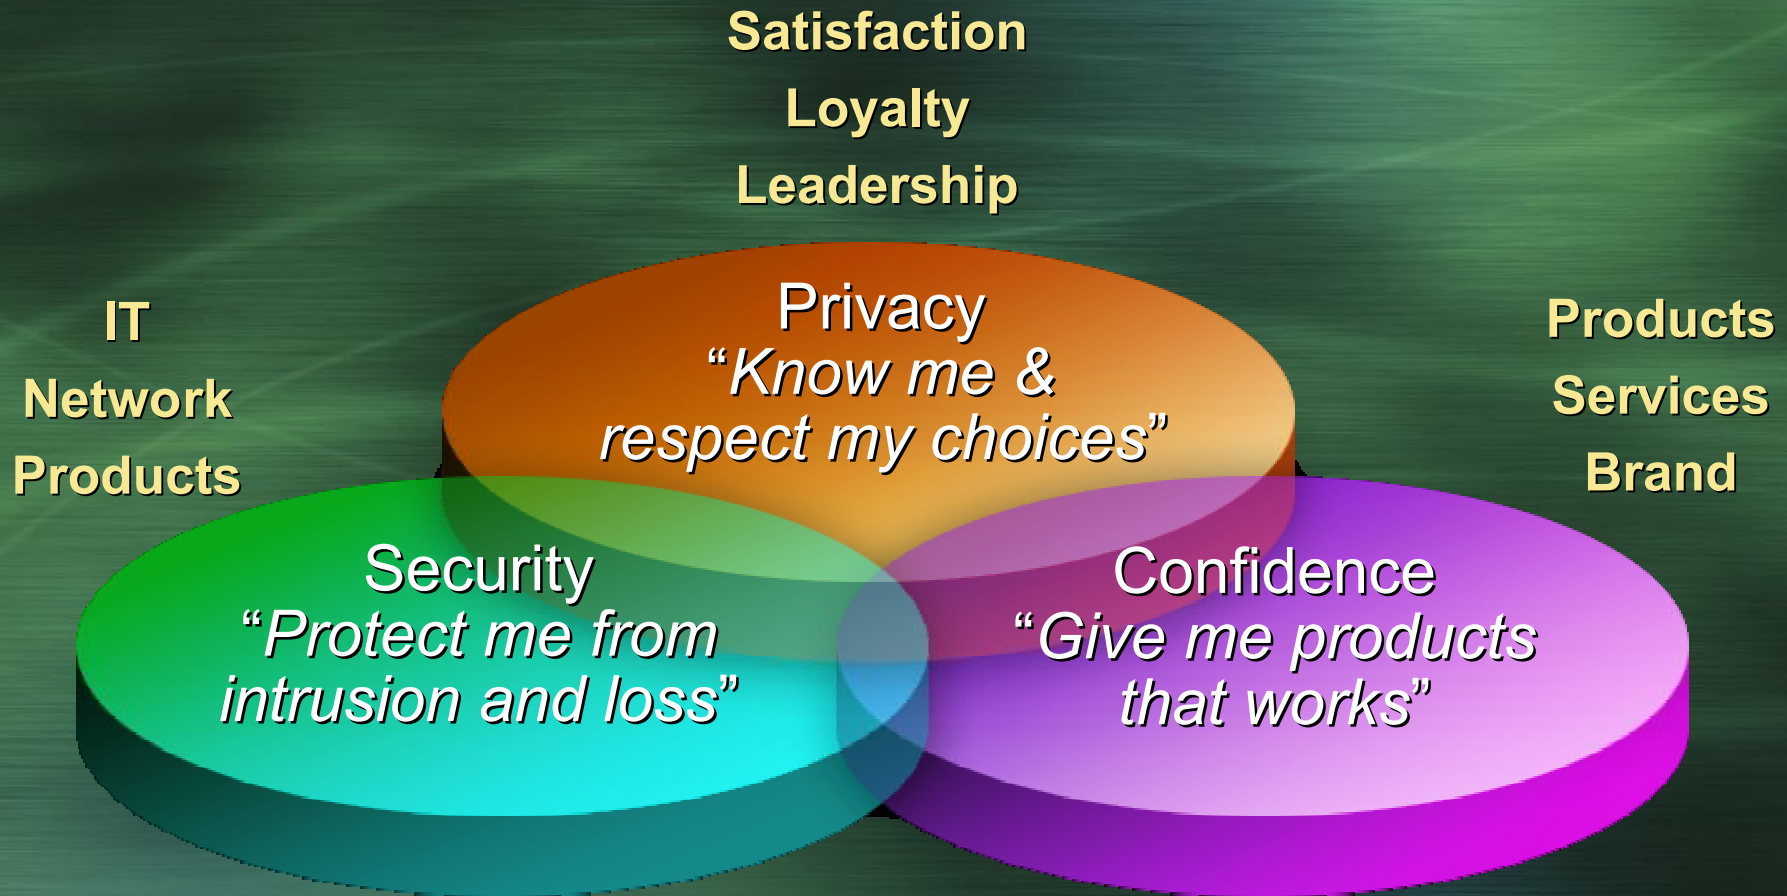 Satisfaction
Loyalty
Leadership
IT
Network
Products
Privacy
“Know me &
respect my choices”
Products
Services
Brand
Security
“Protect me from
intrusion and loss”
Confidence
“Give me products
that works”